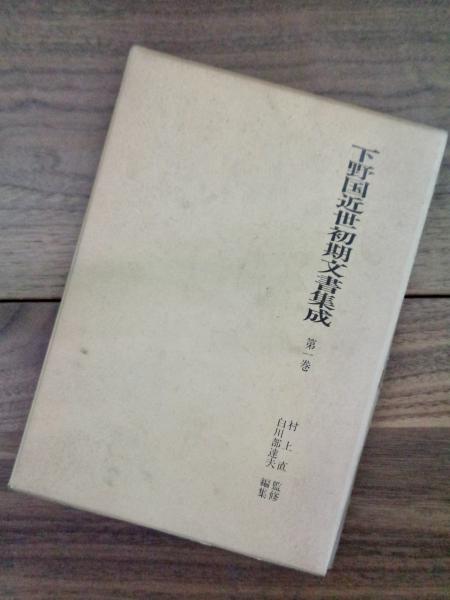 下野国近世初期文書集成
第一巻
村上直 監修
白川部達夫 編集